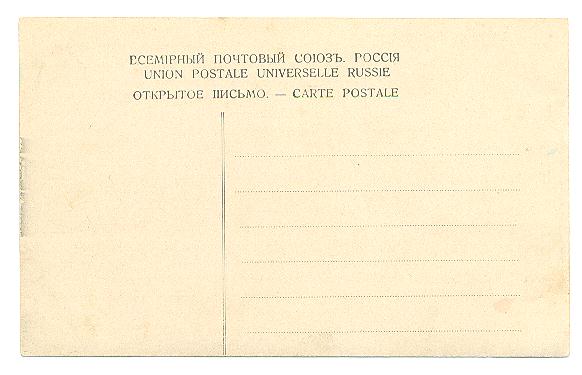 ВСЕМІРНЫЙ ПОЧТОВЫЙ СОЮЗЪ. РОССІЯ
UNION POSTALE UNIVERSELLE RUSSIE
ОТКРЫТОЕ ПИСЬМО. — CARTE POSTALE